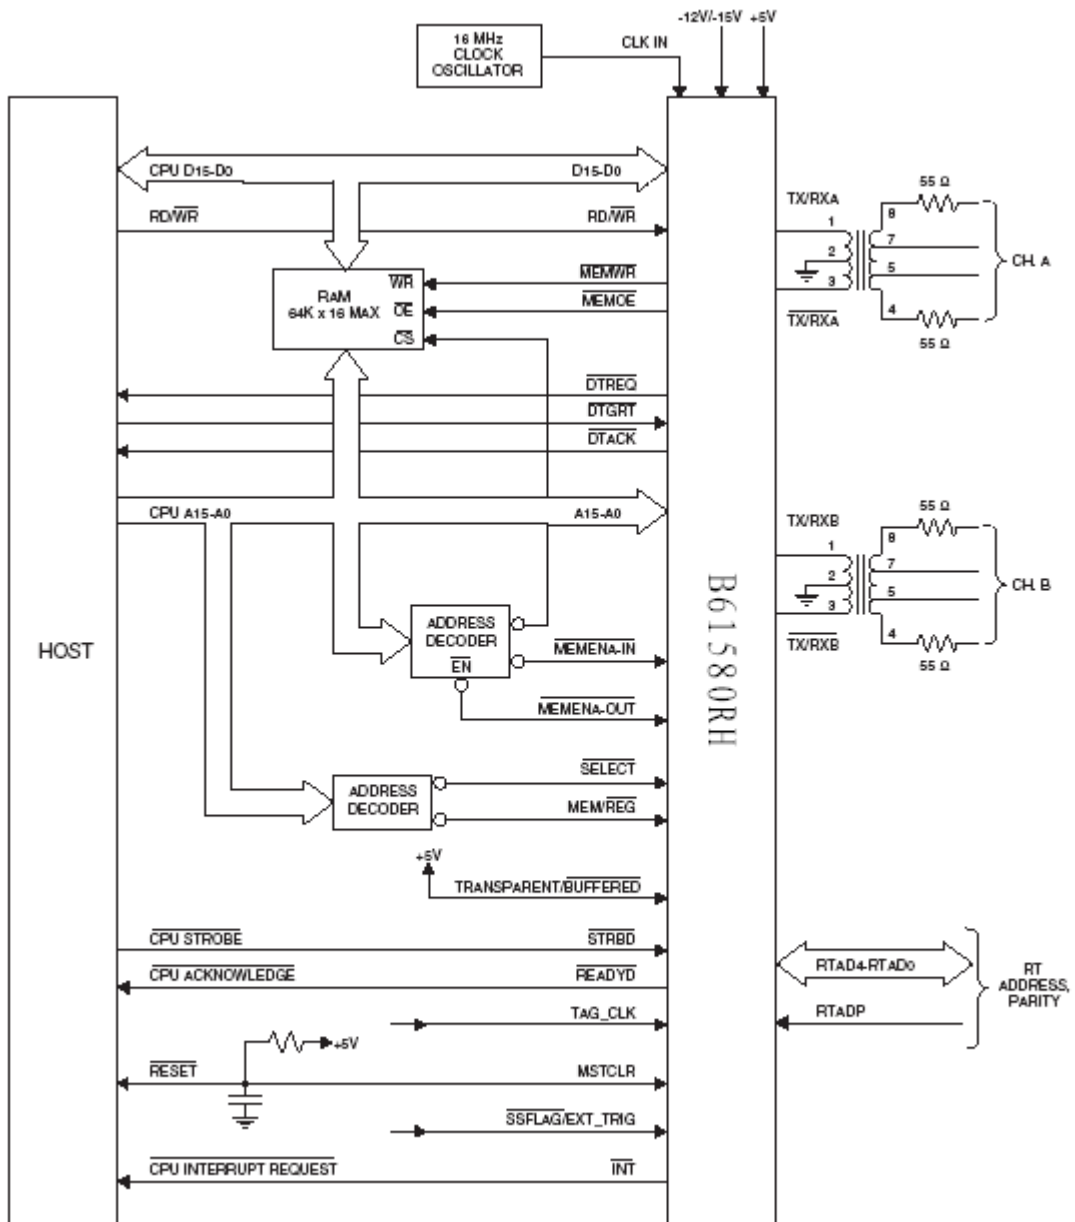 -12V/-15V +5V
16 MHz
CLOCK
OSCILLATOR
CLK IN
CPU D15-D0
D15-D0
RD/WR
RD/WR
TX/RXA
55 Ω
1
2
3
8
7
5
4
CH. A
TX/RXA
55 Ω
RAM
64K x 16 MAX
WR
OE
CS
MEMWR
MEMOE
DTREQ
DTGRT
DTACK
CPU A15-A0
A15-A0
TX/RXB
55 Ω
1
2
3
8
7
5
4
CH. B
TX/RXB
55 Ω
HOST
B61580RH
ADDRESS
DECODER
EN
MEMENA-IN
MEMENA-OUT
ADDRESS
DECODER
SELECT
MEM/REG
+5V
TRANSPARENT/BUFFERED
CPU STROBE
STRBD
CPU ACKNOWLEDGE
READYD
RTAD4-RTAD0
RTADP
RT
ADDRESS,
PARITY
TAG_CLK
+5V
RESET
MSTCLR
SSFLAG/EXT_TRIG
CPU INTERRUPT REQUEST
INT